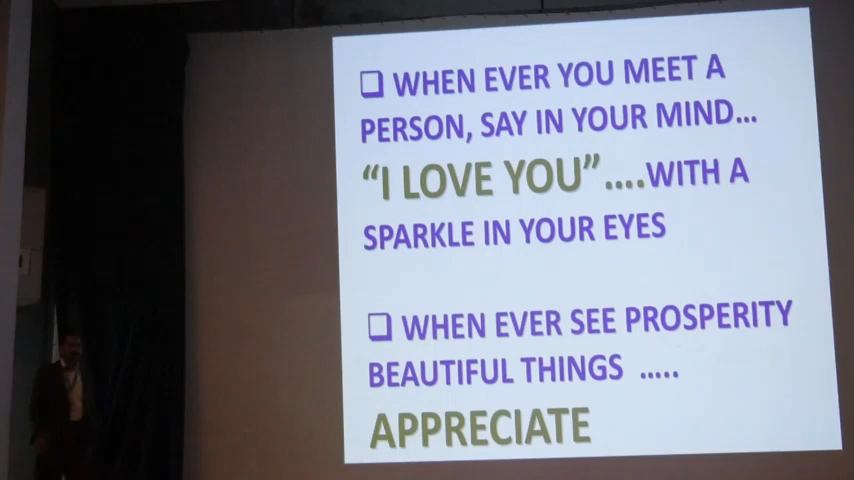 ❑ WHEN EVER YOU MEET A
PERSON, SAY IN YOUR MIND...
“I LOVE YOU”....WITH A
SPARKLE IN YOUR EYES
❑ WHEN EVER SEE PROSPERITY
BEAUTIFUL THINGS .....
APPRECIATE